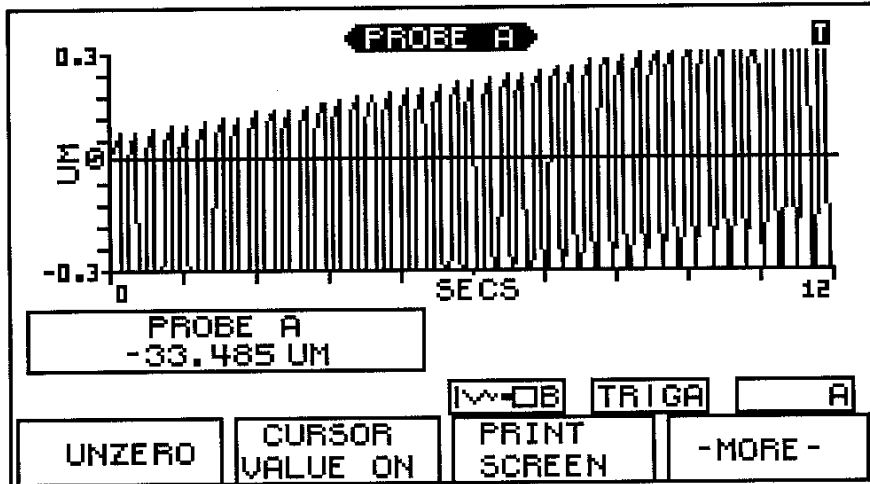 PROBE A
T
0.3
UM
0
-0.3
0
SECS
12
PROBE A
-33.485 UM
B
TRIGA
A
UNZERO
CURSOR
VALUE ON
PRINT
SCREEN
-MORE-